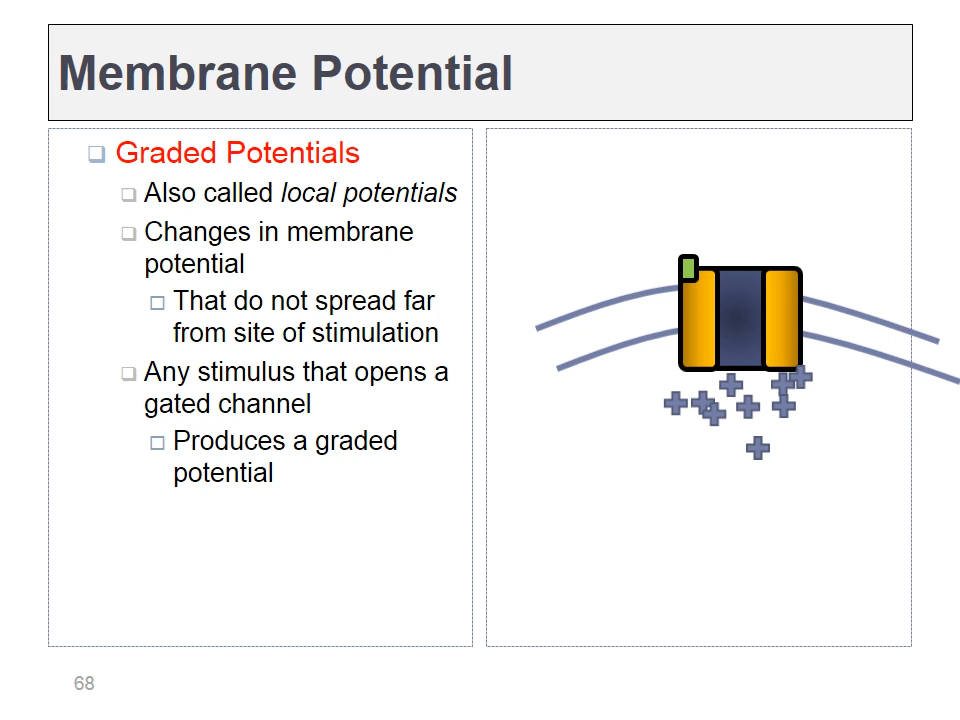 Membrane Potential
Graded Potentials
Also called local potentials
Changes in membrane
potential
That do not spread far
from site of stimulation
Any stimulus that opens a
gated channel
Produces a graded
potential
68